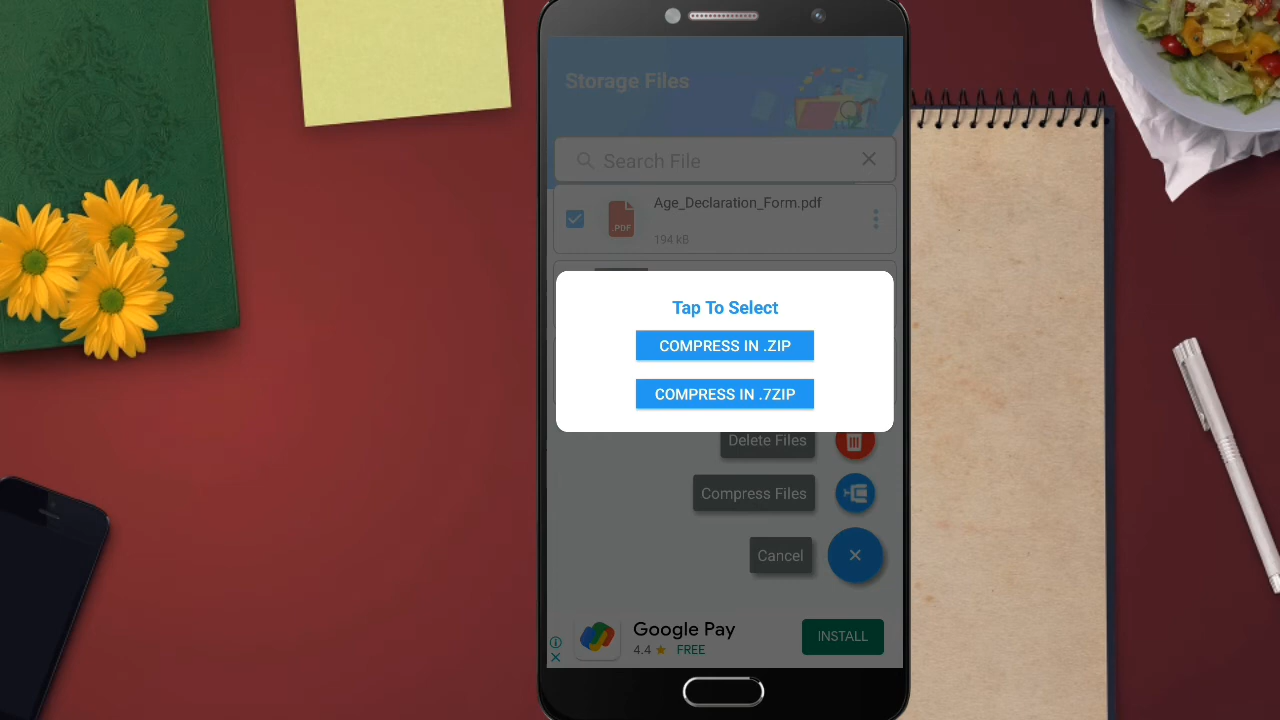 Storage Files
Search File
Age_Declaration_Form.pdf
PDF
194 kB
Tap To Select
COMPRESS IN .ZIP
COMPRESS IN .7ZIP
Delete Files
Compress Files
Cancel
Google Pay
4.4 ★ FREE
INSTALL